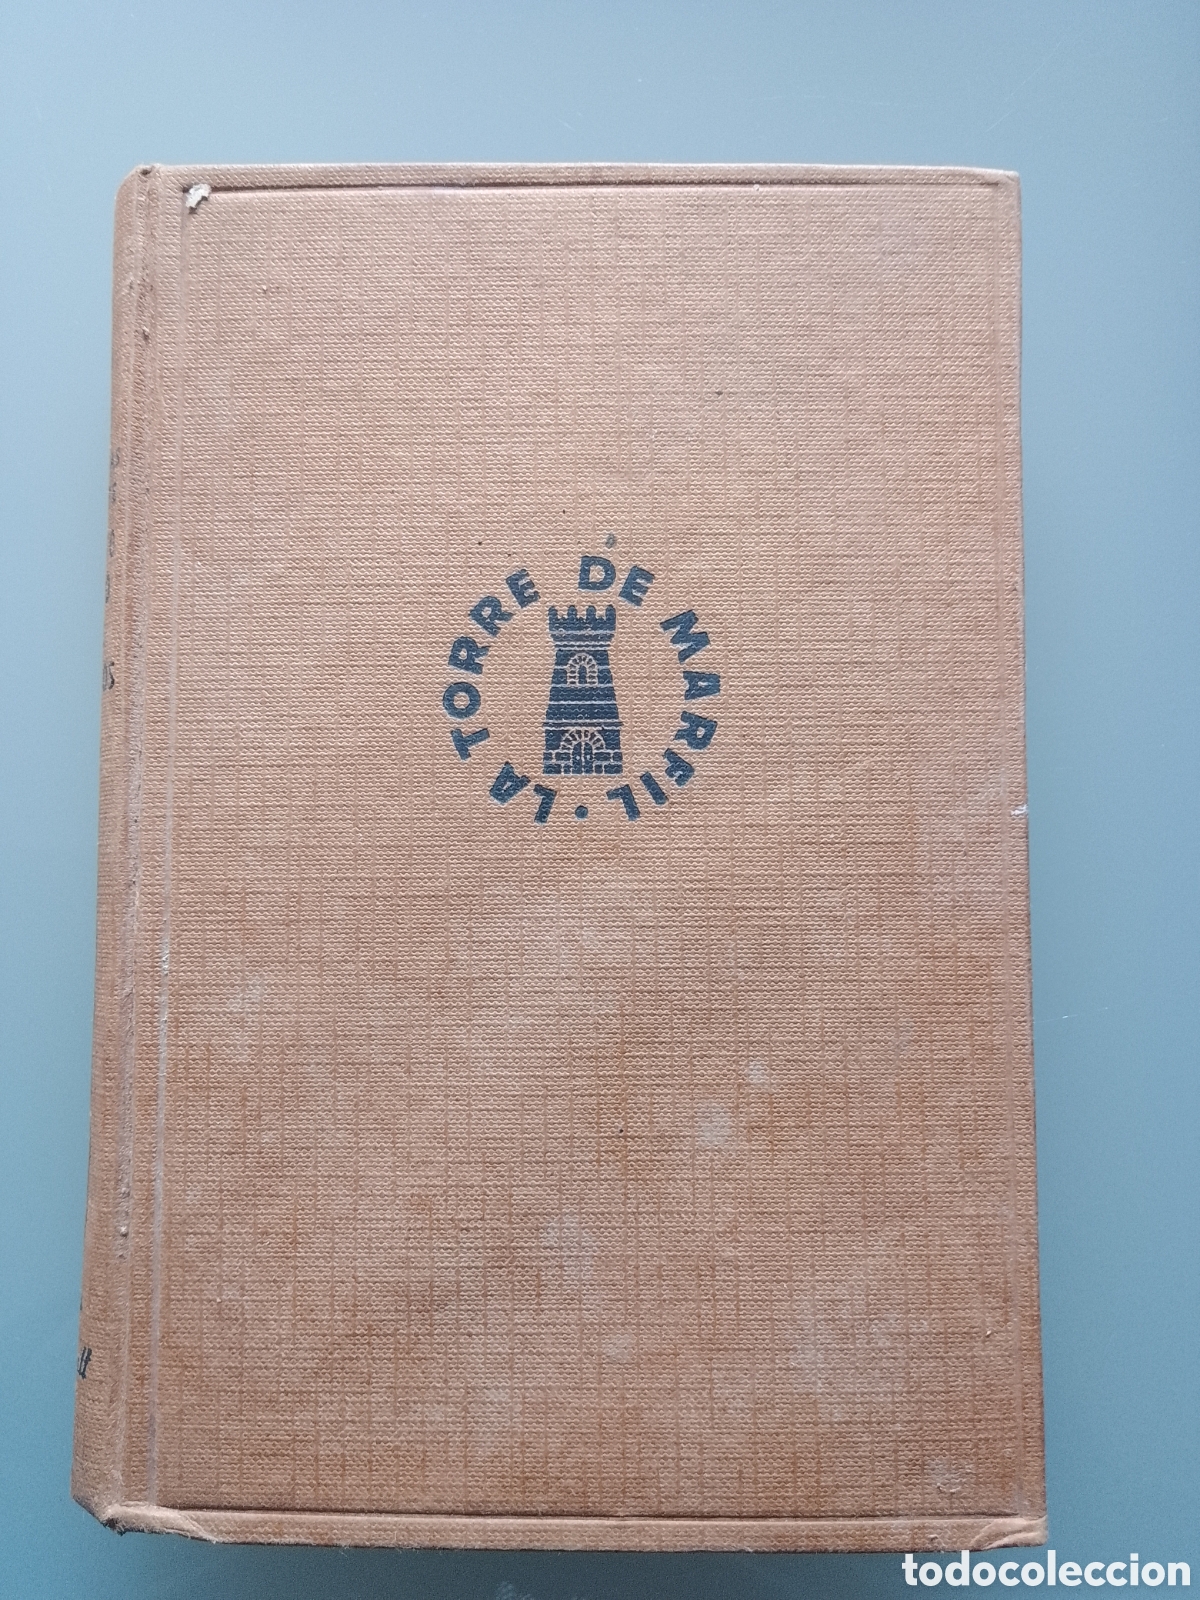 LA TORRE DE MARFIL ·
todocoleccion